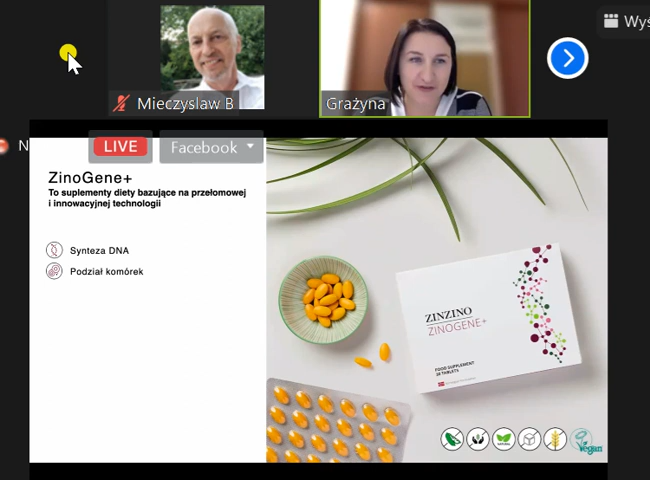 Wyś
Mieczyslaw B
Grażyna
N
LIVE
Facebook
ZinoGene+
To suplementy diety bazujące na przełomowej
i innowacyjnej technologii
Synteza DNA
Podział komórek
ZINZINO
ZINOGENE+
FOOD SUPPLEMENT
Vegan